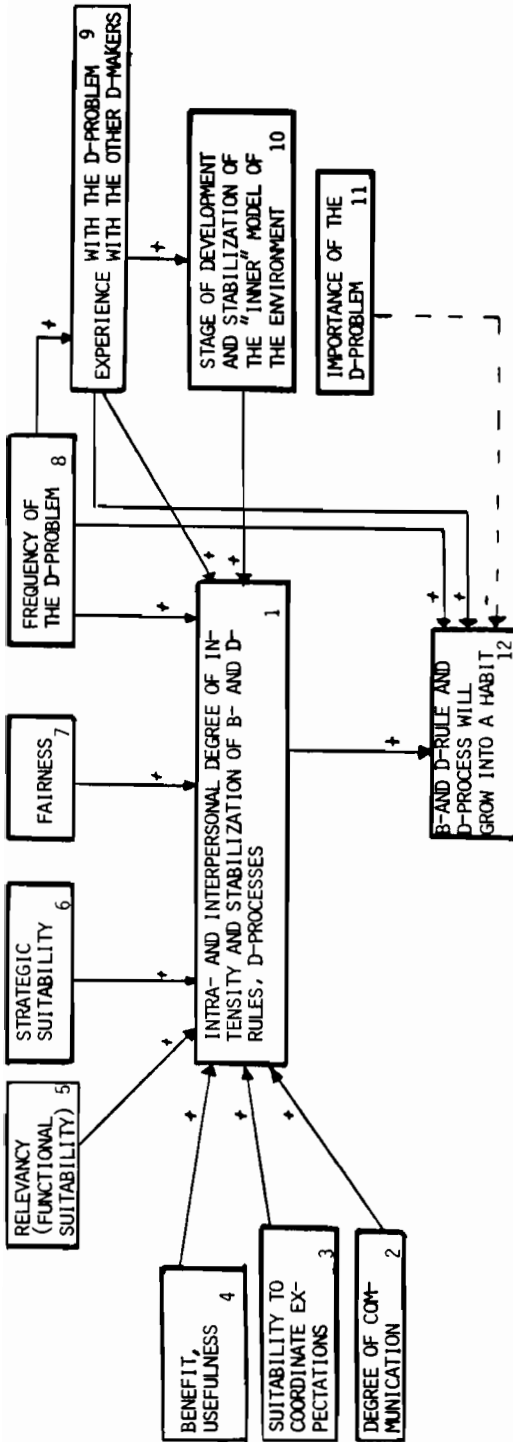 RELEVANCY
(FUNCTIONAL
SUITABILITY) 5
STRATEGIC
SUITABILITY 6
FAIRNESS 7
FREQUENCY OF
THE D-PROBLEM 8
EXPERIENCE WITH THE D-PROBLEM 9
WITH THE OTHER D-MAKERS
BENEFIT,
USEFULNESS 4
SUITABILITY TO
COORDINATE EX-
PECTATIONS 3
DEGREE OF COM-
MUNICATION 2
INTRA- AND INTERPERSONAL DEGREE OF IN-
TENSITY AND STABILIZATION OF B- AND D-
RULES, D-PROCESSES 1
STAGE OF DEVELOPMENT
AND STABILIZATION OF
THE "INNER" MODEL OF
THE ENVIRONMENT 10
IMPORTANCE OF THE
D-PROBLEM 11
B-AND D-RULE AND
D-PROCESS WILL
GROW INTO A HABIT
12
+
+
+
+
+
+
+
+
+
+
+
+
+
+